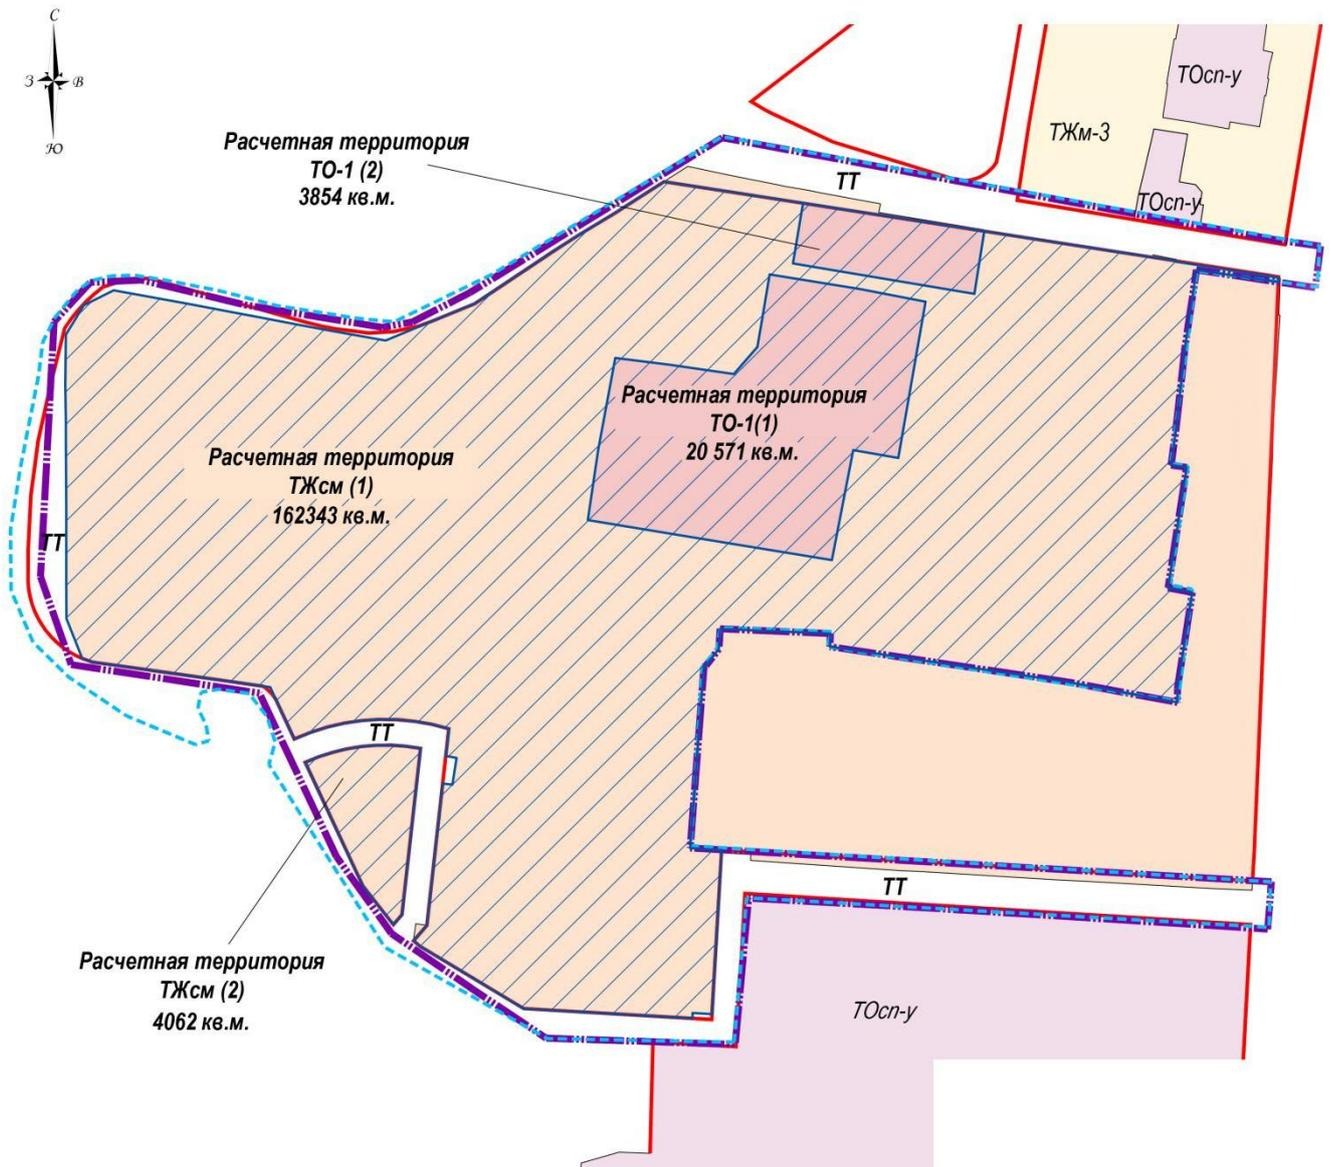 С
З
В
Ю
ТОсп-у
ТЖм-3
Расчетная территория
ТО-1 (2)
3854 кв.м.
ТТ
ТОсп-у
Расчетная территория
ТО-1(1)
20 571 кв.м.
Расчетная территория
ТЖсм (1)
162343 кв.м.
ТТ
ТТ
ТТ
Расчетная территория
ТЖсм (2)
4062 кв.м.
ТОсп-у